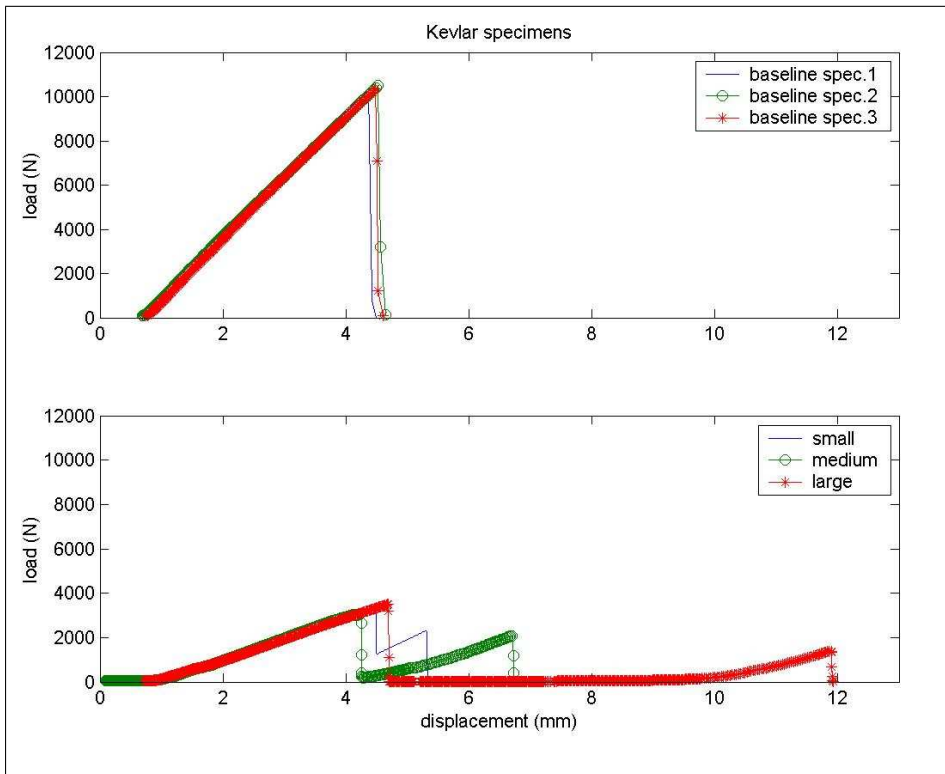 Kevlar specimens
12000
10000
8000
6000
4000
2000
0
load (N)
baseline spec.1
baseline spec.2
baseline spec.3
0 2 4 6 8 10 12
12000
10000
8000
6000
4000
2000
0
load (N)
small
medium
large
0 2 4 6 8 10 12
displacement (mm)